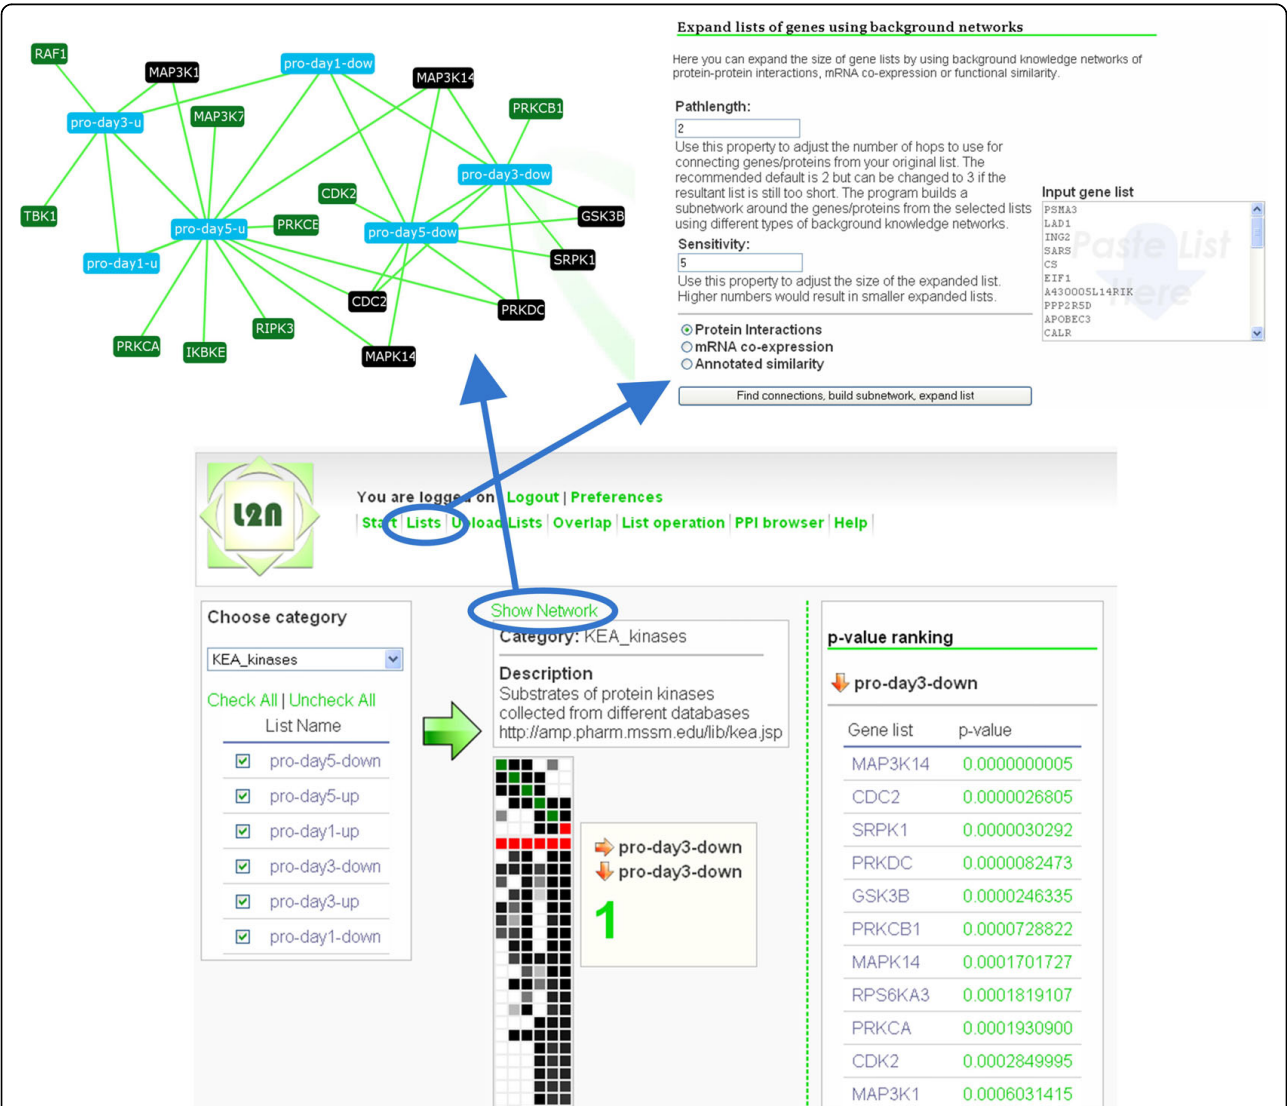 RAF1
MAP3K1
pro-day1-dow
MAP3K14
PRKCB1
MAP3K7
pro-day3-u
pro-day3-dow
CDK2
TBK1
GSK3B
PRKCE
pro-day5-u
pro-day5-dow
SRPK1
pro-day1-u
CDC2
PRKDC
RIPK3
PRKCA
IKBKE
MAPK14
Expand lists of genes using background networks
Here you can expand the size of gene lists by using background knowledge networks of
protein-protein interactions, mRNA co-expression or functional similarity.
Pathlength:
2
Use this property to adjust the number of hops to use for
connecting genes/proteins from your original list. The
recommended default is 2 but can be changed to 3 if the
resultant list is still too short. The program builds a
subnetwork around the genes/proteins from the selected lists
using different types of background knowledge networks.
Sensitivity:
5
Use this property to adjust the size of the expanded list.
Higher numbers would result in smaller expanded lists.
Protein Interactions
mRNA co-expression
Annotated similarity
Find connections, build subnetwork, expand list
Input gene list
Paste List
Here
PSMA3
LAD1
ING2
SARS
CS
EIF1
A430005L14RIK
PPP2R5D
APOBEC3
CALR
L2N
You are logged on Logout | Preferences
Start | Lists | Upload Lists | Overlap | List operation | PPI browser | Help
Choose category
KEA_kinases
Check All | Uncheck All
List Name
pro-day5-down
pro-day5-up
pro-day1-up
pro-day3-down
pro-day3-up
pro-day1-down
Show Network
Category: KEA_kinases
Description
Substrates of protein kinases
collected from different databases
http://amp.pharm.mssm.edu/lib/kea.jsp
pro-day3-down
pro-day3-down
1
p-value ranking
pro-day3-down
Gene list p-value
MAP3K14 0.0000000005
CDC2 0.0000026805
SRPK1 0.0000030292
PRKDC 0.0000082473
GSK3B 0.0000246335
PRKCB1 0.0000728822
MAPK14 0.0001701727
RPS6KA3 0.0001819107
PRKCA 0.0001930900
CDK2 0.0002849995
MAP3K1 0.0006031415